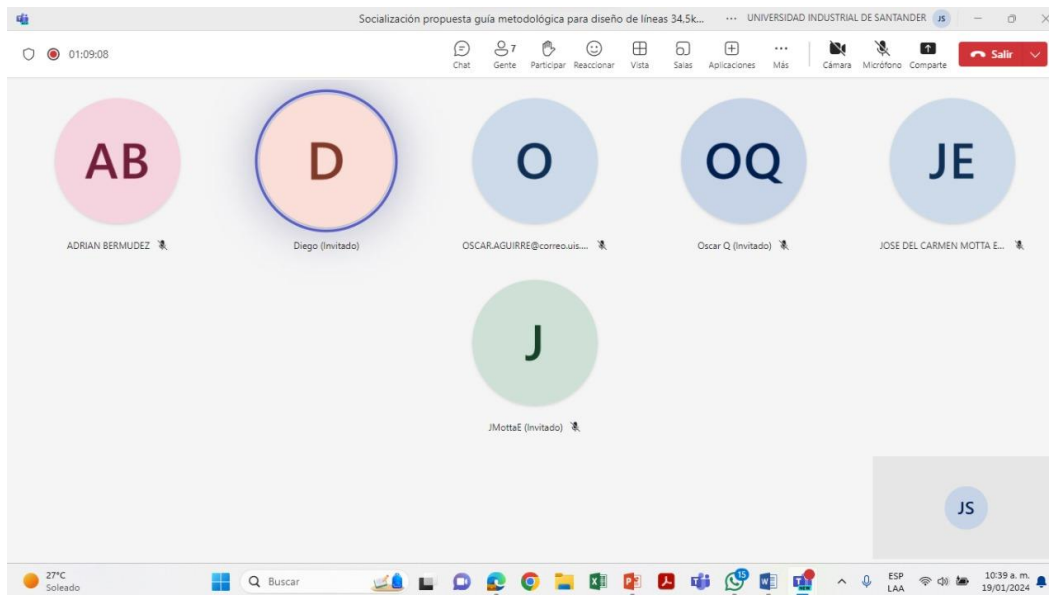 Socialización propuesta guía metodológica para diseño de líneas 34,5k... ... UNIVERSIDAD INDUSTRIAL DE SANTANDER JS
01:09:08
7
Chat Gente Participar Reaccionar Vista Salas Aplicaciones Más Cámara Micrófono Comparte Salir
AB D O OQ JE
ADRIAN BERMUDEZ Diego (Invitado) OSCAR.AGUIRRE@correo.uis.... Oscar Q (Invitado) JOSE DEL CARMEN MOTTA E...
J
JMottaE (Invitado)
JS
27°C
Soleado
Buscar
15
ESP
LAA
10:39 a. m.
19/01/2024